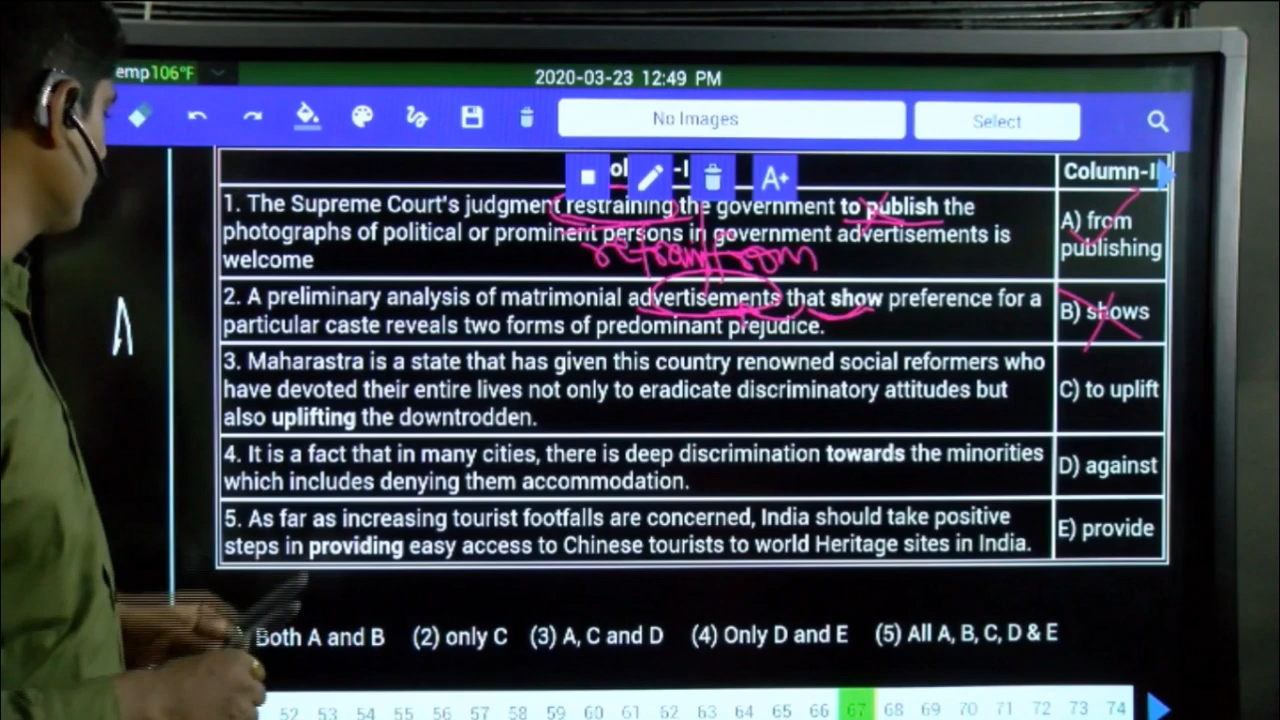 emp106°F
2020-03-23 12:49 PM
No Images
Select
A+
Column-I
1. The Supreme Court's judgment restraining the government to publish the
photographs of political or prominent persons in government advertisements is
welcome
A) from
publishing
restrain from
2. A preliminary analysis of matrimonial advertisements that show preference for a
particular caste reveals two forms of predominant prejudice.
B) shows
A
3. Maharastra is a state that has given this country renowned social reformers who
have devoted their entire lives not only to eradicate discriminatory attitudes but
also uplifting the downtrodden.
C) to uplift
4. It is a fact that in many cities, there is deep discrimination towards the minorities
which includes denying them accommodation.
D) against
5. As far as increasing tourist footfalls are concerned, India should take positive
steps in providing easy access to Chinese tourists to world Heritage sites in India.
E) provide
Both A and B (2) only C (3) A, C and D (4) Only D and E (5) All A, B, C, D & E
52 53 54 55 56 57 58 59 60 61 62 63 64 65 66 67 68 69 70 71 72 73 74